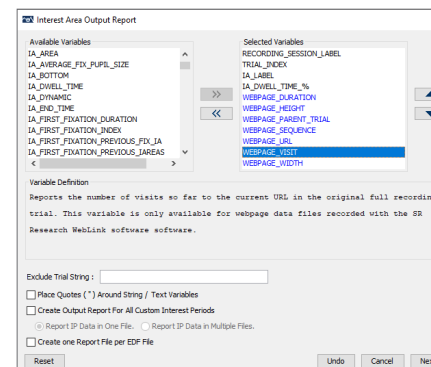 Interest Area Output Report
Available Variables
IA_AREA
IA_AVERAGE_FIX_PUPIL_SIZE
IA_BOTTOM
IA_DWELL_TIME
IA_DYNAMIC
IA_END_TIME
IA_FIRST_FIXATION_DURATION
IA_FIRST_FIXATION_INDEX
IA_FIRST_FIXATION_PREVIOUS_FIX_IA
IA_FIRST_FIXATION_PREVIOUS_IAREAS
>>
<<
Selected Variables
RECORDING_SESSION_LABEL
TRIAL_INDEX
IA_LABEL
IA_DWELL_TIME_%
WEBPAGE_DURATION
WEBPAGE_HEIGHT
WEBPAGE_PARENT_TRIAL
WEBPAGE_SEQUENCE
WEBPAGE_URL
WEBPAGE_VISIT
WEBPAGE_WIDTH
Variable Definition
Reports the number of visits so far to the current URL in the original full recordin
trial. This variable is only available for webpage data files recorded with the SR
Research WebLink software software.
Exclude Trial String :
Place Quotes ( " ) Around String / Text Variables
Create Output Report For All Custom Interest Periods
Report IP Data in One File. Report IP Data in Multiple Files.
Create one Report File per EDF File
Reset Undo Cancel Nex